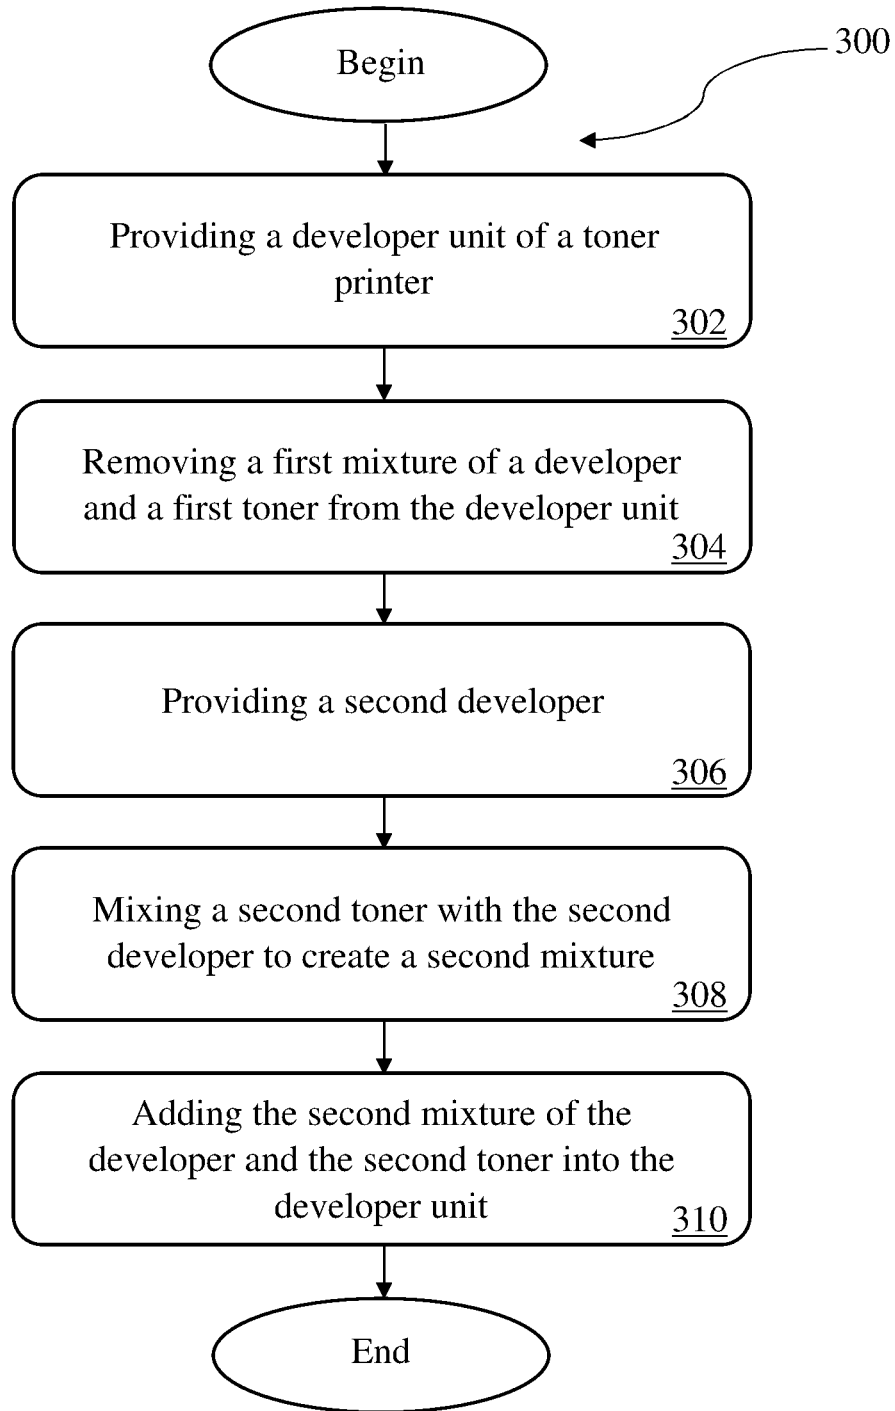 Begin
300
Providing a developer unit of a toner
printer
302
Removing a first mixture of a developer
and a first toner from the developer unit
304
Providing a second developer
306
Mixing a second toner with the second
developer to create a second mixture
308
Adding the second mixture of the
developer and the second toner into the
developer unit
310
End